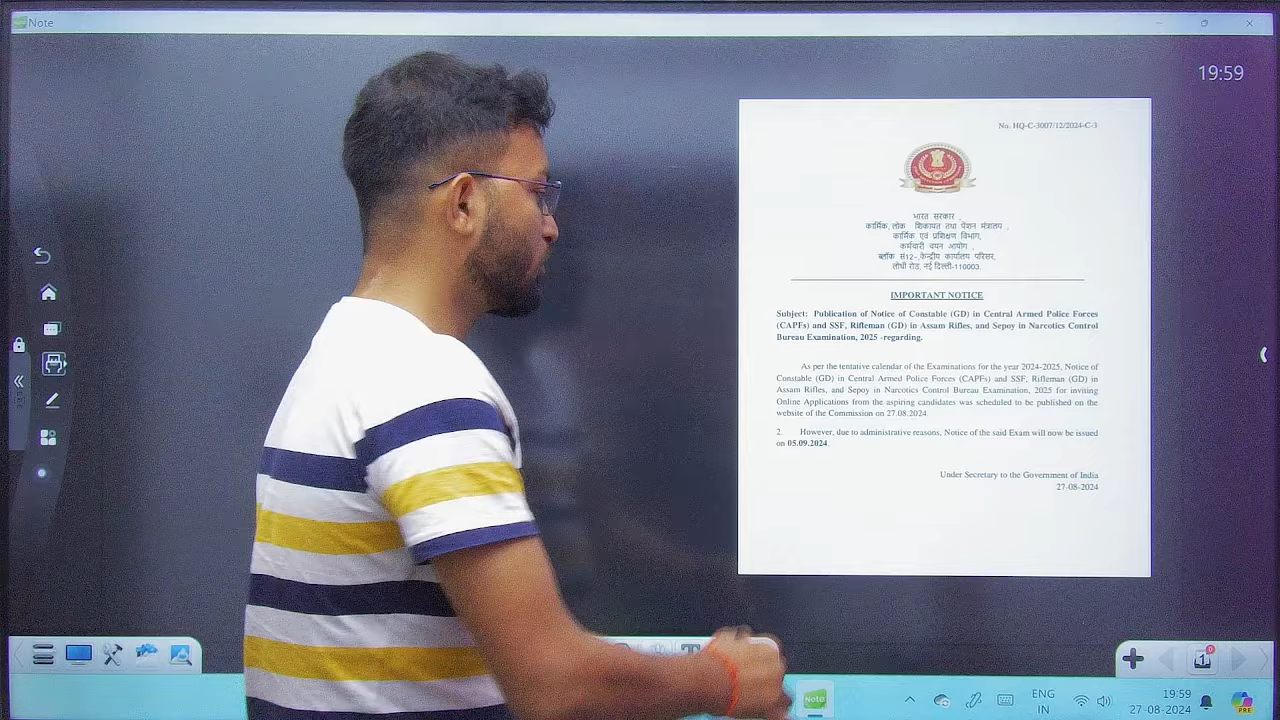 Note
19:59
No. HQ-C-3007/12/2024-C-3
भारत सरकार ,
कार्मिक, लोक शिकायत तथा पेंशन मंत्रालय ,
कार्मिक एवं प्रशिक्षण विभाग,
कर्मचारी चयन आयोग ,
ब्लॉक सं12-,केन्द्रीय कार्यालय परिसर,
लोधी रोड, नई दिल्ली-110003.
IMPORTANT NOTICE
Subject: Publication of Notice of Constable (GD) in Central Armed Police Forces
(CAPFs) and SSF, Rifleman (GD) in Assam Rifles, and Sepoy in Narcotics Control
Bureau Examination, 2025 -regarding.
As per the tentative calendar of the Examinations for the year 2024-2025, Notice of
Constable (GD) in Central Armed Police Forces (CAPFs) and SSF, Rifleman (GD) in
Assam Rifles, and Sepoy in Narcotics Control Bureau Examination, 2025 for inviting
Online Applications from the aspiring candidates was scheduled to be published on the
website of the Commission on 27.08.2024.
2. However, due to administrative reasons, Notice of the said Exam will now be issued
on 05.09.2024.
Under Secretary to the Government of India
27-08-2024
1
0
Note
ENG
IN
19:59
27-08-2024
PRE